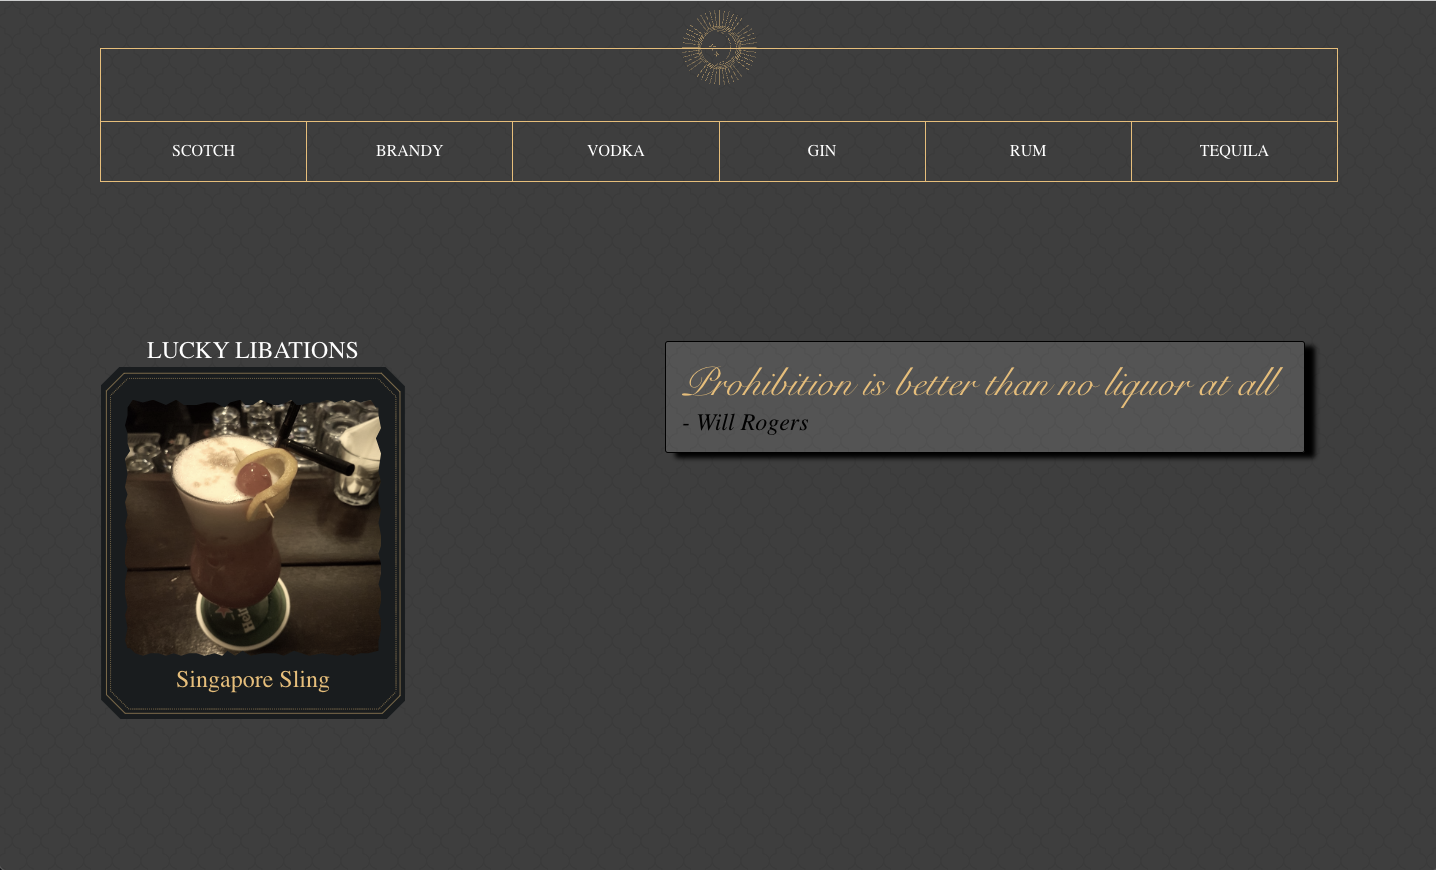 SCOTCH
BRANDY
VODKA
GIN
RUM
TEQUILA
LUCKY LIBATIONS
Prohibition is better than no liquor at all
- Will Rogers
Singapore Sling